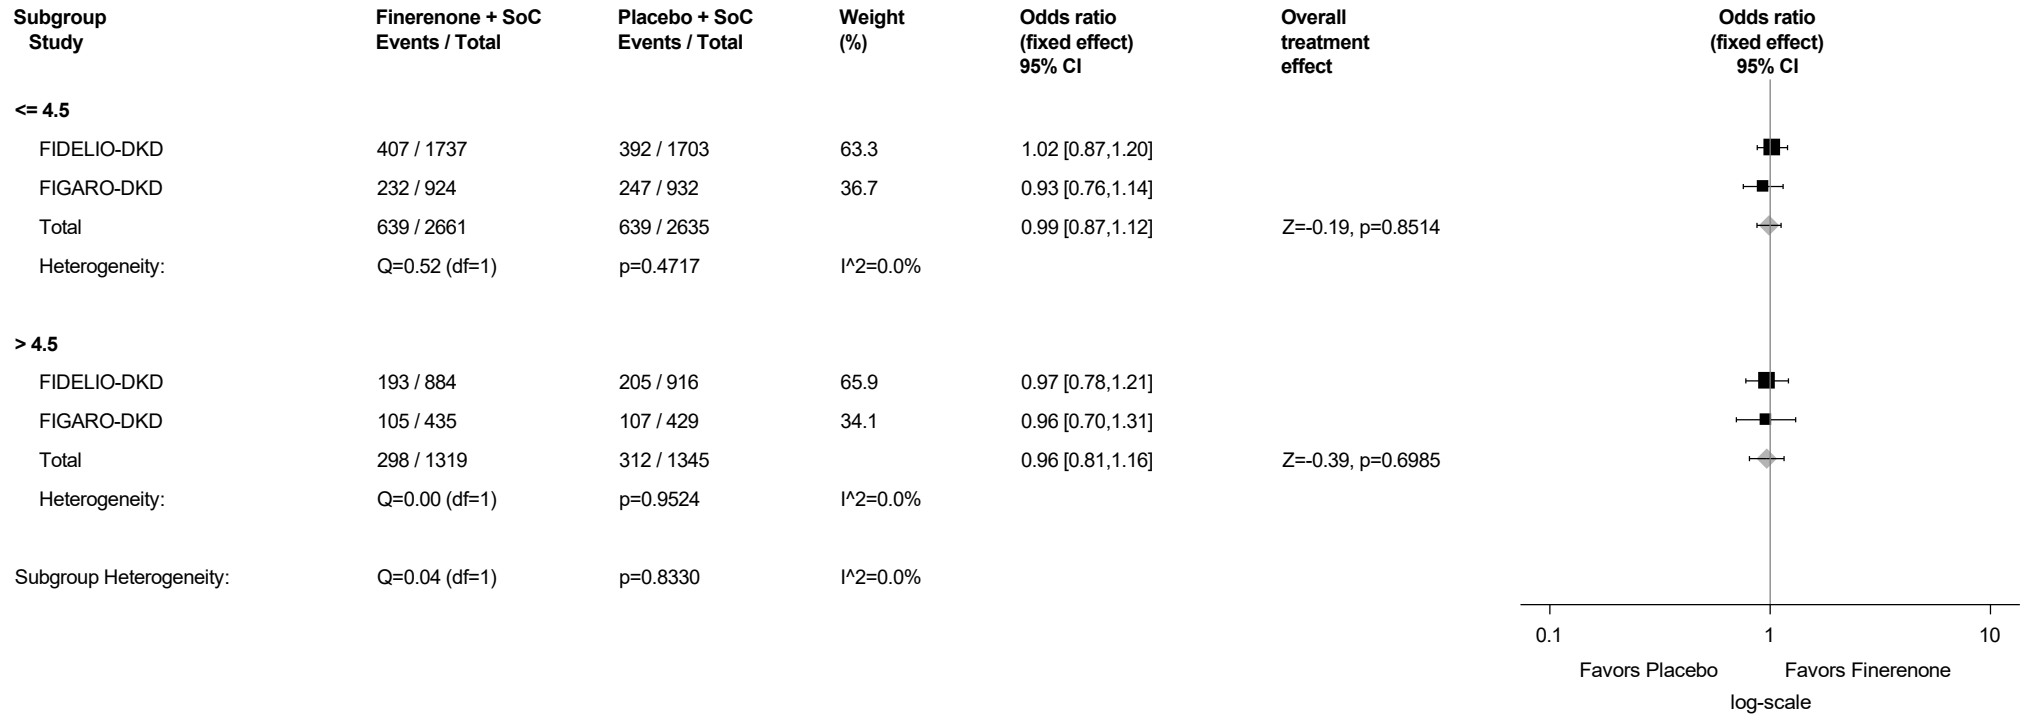 Subgroup Finerenone + SoC Placebo + SoC Weight Odds ratio Overall Odds ratio
Study Events / Total Events / Total (%) (fixed effect) treatment (fixed effect)
95% CI effect 95% CI
<= 4.5
FIDELIO-DKD 407 / 1737 392 / 1703 63.3 1.02 [0.87,1.20]
FIGARO-DKD 232 / 924 247 / 932 36.7 0.93 [0.76,1.14]
Total 639 / 2661 639 / 2635 0.99 [0.87,1.12] Z=-0.19, p=0.8514
Heterogeneity: Q=0.52 (df=1) p=0.4717 I^2=0.0%
> 4.5
FIDELIO-DKD 193 / 884 205 / 916 65.9 0.97 [0.78,1.21]
FIGARO-DKD 105 / 435 107 / 429 34.1 0.96 [0.70,1.31]
Total 298 / 1319 312 / 1345 0.96 [0.81,1.16] Z=-0.39, p=0.6985
Heterogeneity: Q=0.00 (df=1) p=0.9524 I^2=0.0%
Subgroup Heterogeneity: Q=0.04 (df=1) p=0.8330 I^2=0.0%
0.1 1 10
Favors Placebo Favors Finerenone
log-scale